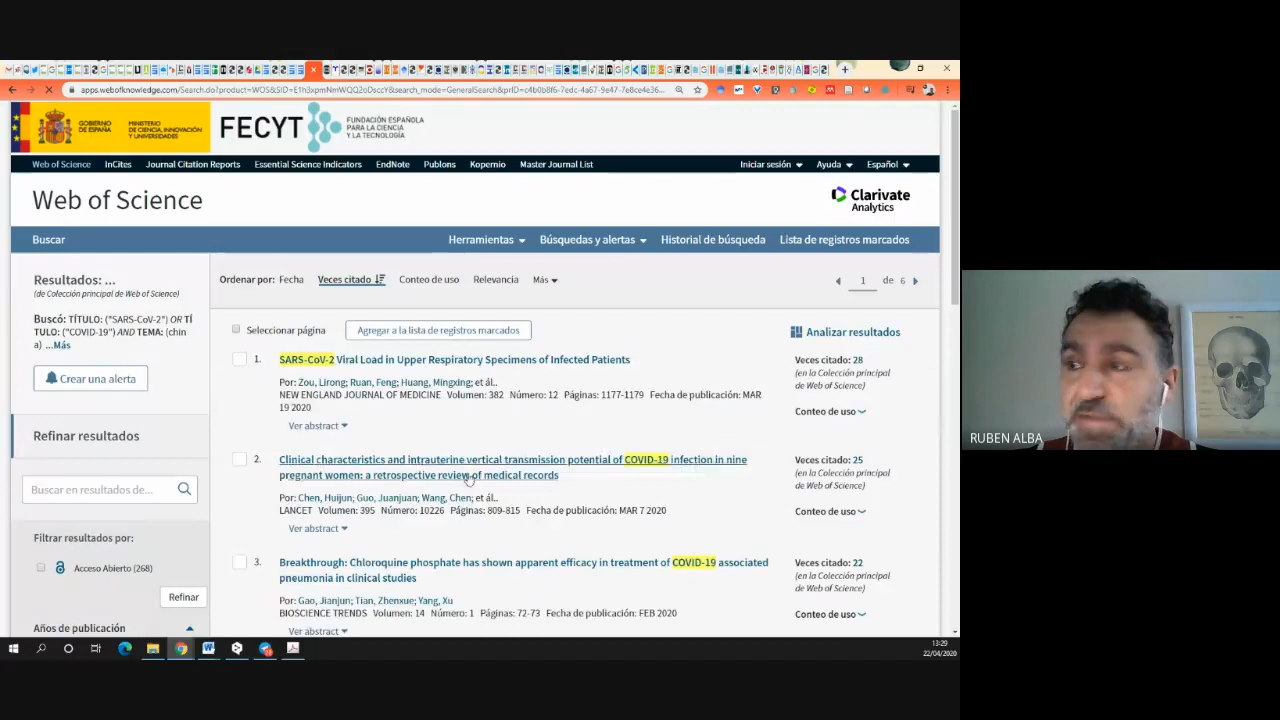 apps.webofknowledge.com/Search.do?product=WOS&SID=E1h3xpmNmWQQ2oDsccY&search_mode=GeneralSearch&prID=c4b0b8f6-7edc-4a67-9e47-7e8ce4e36...
GOBIERNO
DE ESPAÑA
MINISTERIO
DE CIENCIA, INNOVACIÓN
Y UNIVERSIDADES
FECYT
FUNDACIÓN ESPAÑOLA
PARA LA CIENCIA
Y LA TECNOLOGÍA
Web of Science InCites Journal Citation Reports Essential Science Indicators EndNote Publons Kopernio Master Journal List Iniciar sesión Ayuda Español
Web of Science
Clarivate
Analytics
Buscar Herramientas Búsquedas y alertas Historial de búsqueda Lista de registros marcados
Resultados: ...
(de Colección principal de Web of Science)
Buscó: TÍTULO: ("SARS-CoV-2") OR TÍ
TULO: ("COVID-19") AND TEMA: (chin
a) ...Más
Crear una alerta
Refinar resultados
Buscar en resultados de...
Filtrar resultados por:
Acceso Abierto (268)
Refinar
Años de publicación
Ordenar por: Fecha Veces citado Conteo de uso Relevancia Más
1 de 6
Seleccionar página Agregar a la lista de registros marcados
Analizar resultados
1. SARS-CoV-2 Viral Load in Upper Respiratory Specimens of Infected Patients
Por: Zou, Lirong; Ruan, Feng; Huang, Mingxing; et ál..
NEW ENGLAND JOURNAL OF MEDICINE Volumen: 382 Número: 12 Páginas: 1177-1179 Fecha de publicación: MAR
19 2020
Ver abstract
Veces citado: 28
(en la Colección principal
de Web of Science)
Conteo de uso
2. Clinical characteristics and intrauterine vertical transmission potential of COVID-19 infection in nine
pregnant women: a retrospective review of medical records
Por: Chen, Huijun; Guo, Juanjuan; Wang, Chen; et ál..
LANCET Volumen: 395 Número: 10226 Páginas: 809-815 Fecha de publicación: MAR 7 2020
Ver abstract
Veces citado: 25
(en la Colección principal
de Web of Science)
Conteo de uso
3. Breakthrough: Chloroquine phosphate has shown apparent efficacy in treatment of COVID-19 associated
pneumonia in clinical studies
Por: Gao, Jianjun; Tian, Zhenxue; Yang, Xu
BIOSCIENCE TRENDS Volumen: 14 Número: 1 Páginas: 72-73 Fecha de publicación: FEB 2020
Ver abstract
Veces citado: 22
(en la Colección principal
de Web of Science)
Conteo de uso
13:29
22/04/2020
RUBEN ALBA